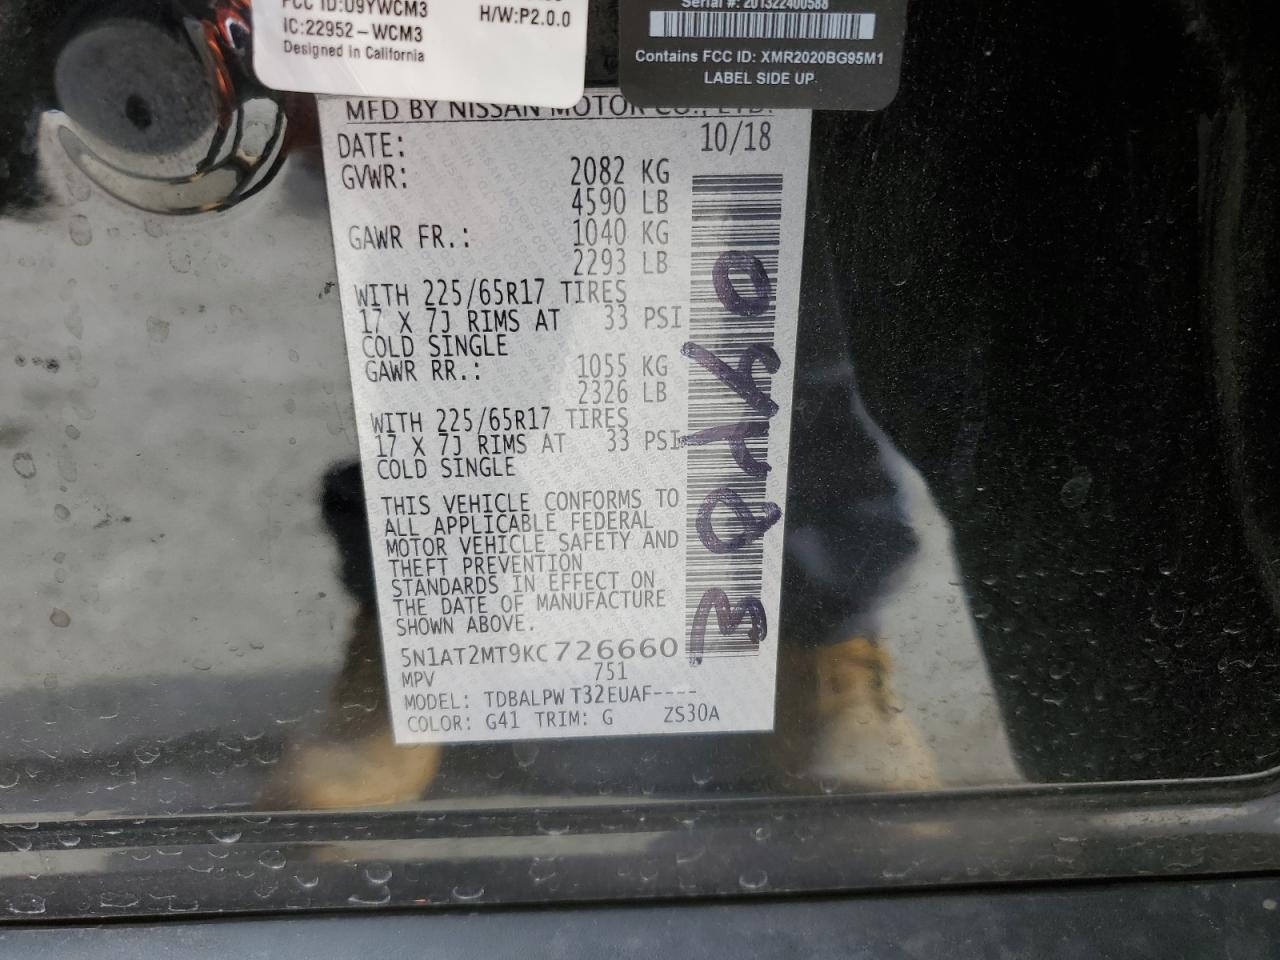 FCC ID:U9YWCM3
IC:22952-WCM3
Designed in California
H/W:P2.0.0
Serial #: 201322400588
Contains FCC ID: XMR2020BG95M1
LABEL SIDE UP
MFD BY NISSAN MOTOR CO., LTD.
DATE: 10/18
GVWR: 2082 KG
4590 LB
GAWR FR.: 1040 KG
2293 LB
WITH 225/65R17 TIRES
17 X 7J RIMS AT 33 PSI
COLD SINGLE
GAWR RR.: 1055 KG
2326 LB
WITH 225/65R17 TIRES
17 X 7J RIMS AT 33 PSI
COLD SINGLE
THIS VEHICLE CONFORMS TO
ALL APPLICABLE FEDERAL
MOTOR VEHICLE SAFETY AND
THEFT PREVENTION
STANDARDS IN EFFECT ON
THE DATE OF MANUFACTURE
SHOWN ABOVE.
5N1AT2MT9KC726660
MPV 751
MODEL: TDBALPW T32EUAF----
COLOR: G41 TRIM: G ZS30A